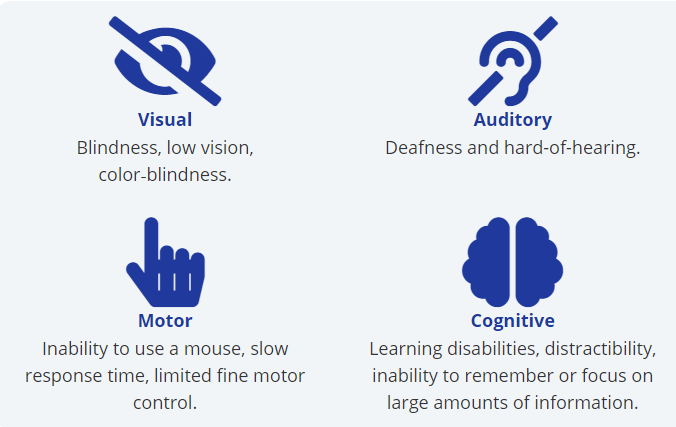 Visual
Blindness, low vision,
color-blindness.
Auditory
Deafness and hard-of-hearing.
Motor
Inability to use a mouse, slow
response time, limited fine motor
control.
Cognitive
Learning disabilities, distractibility,
inability to remember or focus on
large amounts of information.